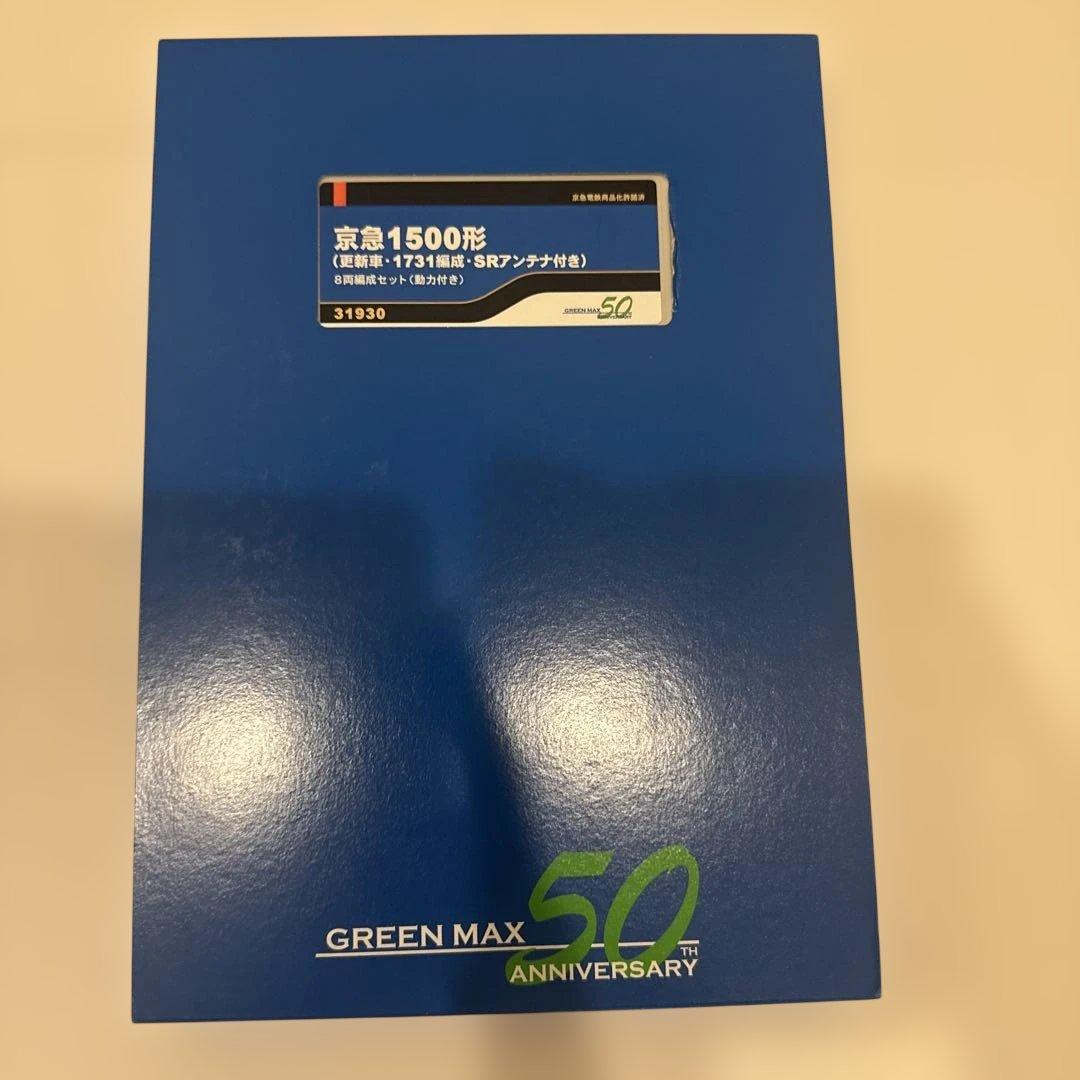 京急電鉄商品化許諾済
京急1500形
(更新車・1731編成・SRアンテナ付き)
8両編成セット(動力付き)
31930
GREEN MAX 50
ANNIVERSARY
GREEN MAX 50TH
ANNIVERSARY